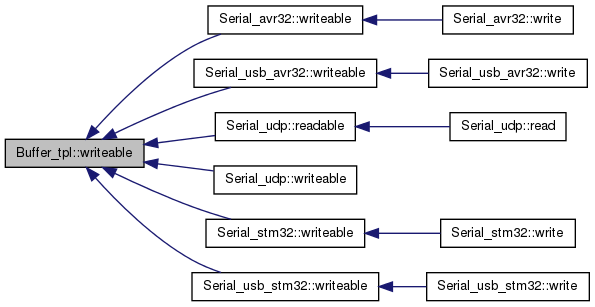 Serial_avr32::writeable
Serial_avr32::write
Serial_usb_avr32::writeable
Serial_usb_avr32::write
Serial_udp::readable
Serial_udp::read
Buffer_tpl::writeable
Serial_udp::writeable
Serial_stm32::writeable
Serial_stm32::write
Serial_usb_stm32::writeable
Serial_usb_stm32::write